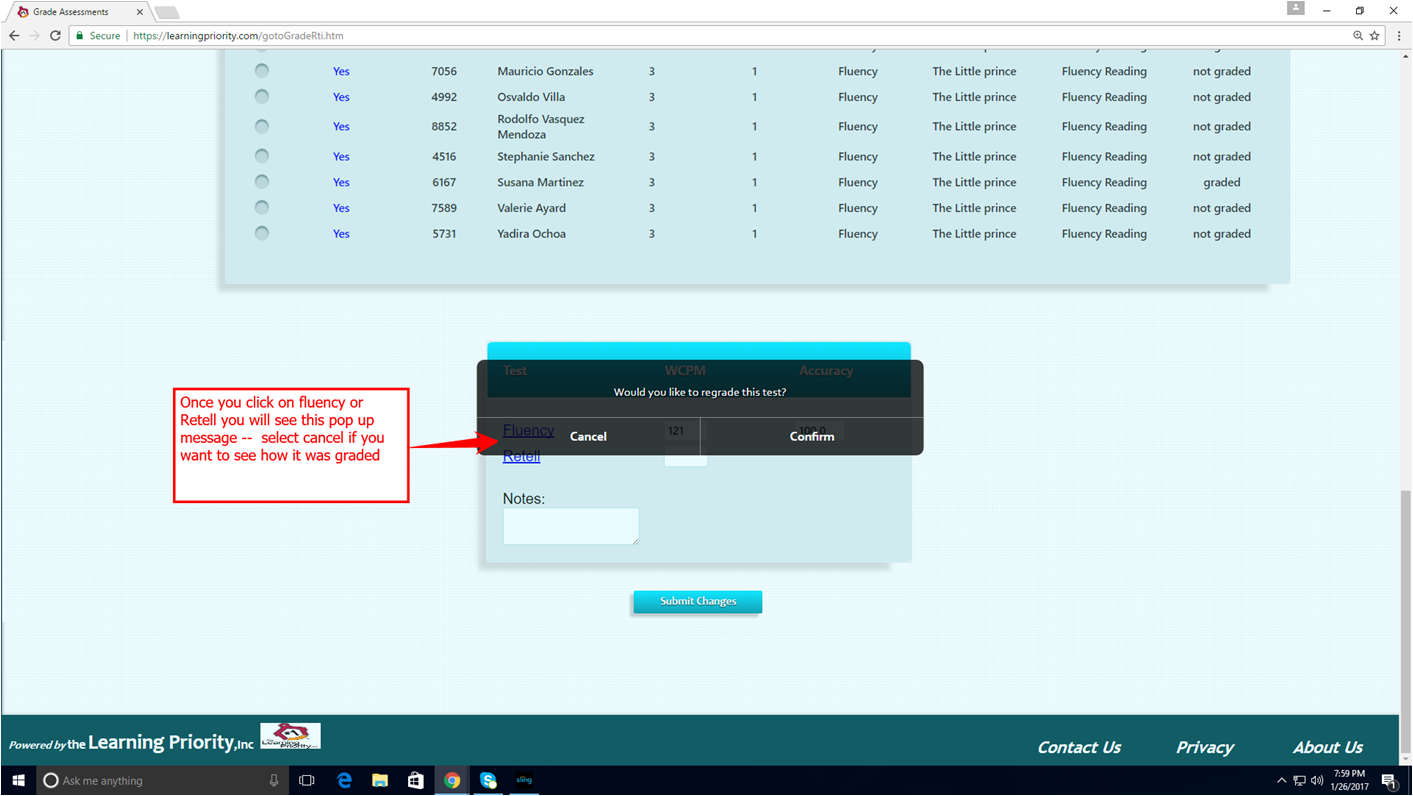 Grade Assessments
Secure https://learningpriority.com/gotoGradeRti.htm
Yes 7056 Mauricio Gonzales 3 1 Fluency The Little prince Fluency Reading not graded
Yes 4992 Osvaldo Villa 3 1 Fluency The Little prince Fluency Reading not graded
Yes 8852 Rodolfo Vasquez Mendoza 3 1 Fluency The Little prince Fluency Reading not graded
Yes 4516 Stephanie Sanchez 3 1 Fluency The Little prince Fluency Reading not graded
Yes 6167 Susana Martinez 3 1 Fluency The Little prince Fluency Reading graded
Yes 7589 Valerie Ayard 3 1 Fluency The Little prince Fluency Reading not graded
Yes 5731 Yadira Ochoa 3 1 Fluency The Little prince Fluency Reading not graded
Test WCPM Accuracy
Would you like to regrade this test?
Once you click on fluency or
Retell you will see this pop up
message -- select cancel if you
want to see how it was graded
Fluency 121 100.0
Cancel Confirm
Retell
Notes:
Submit Changes
Powered by the Learning Priority,Inc
Learning
Priority
Contact Us Privacy About Us
Ask me anything
sling
7:59 PM
1/26/2017
1